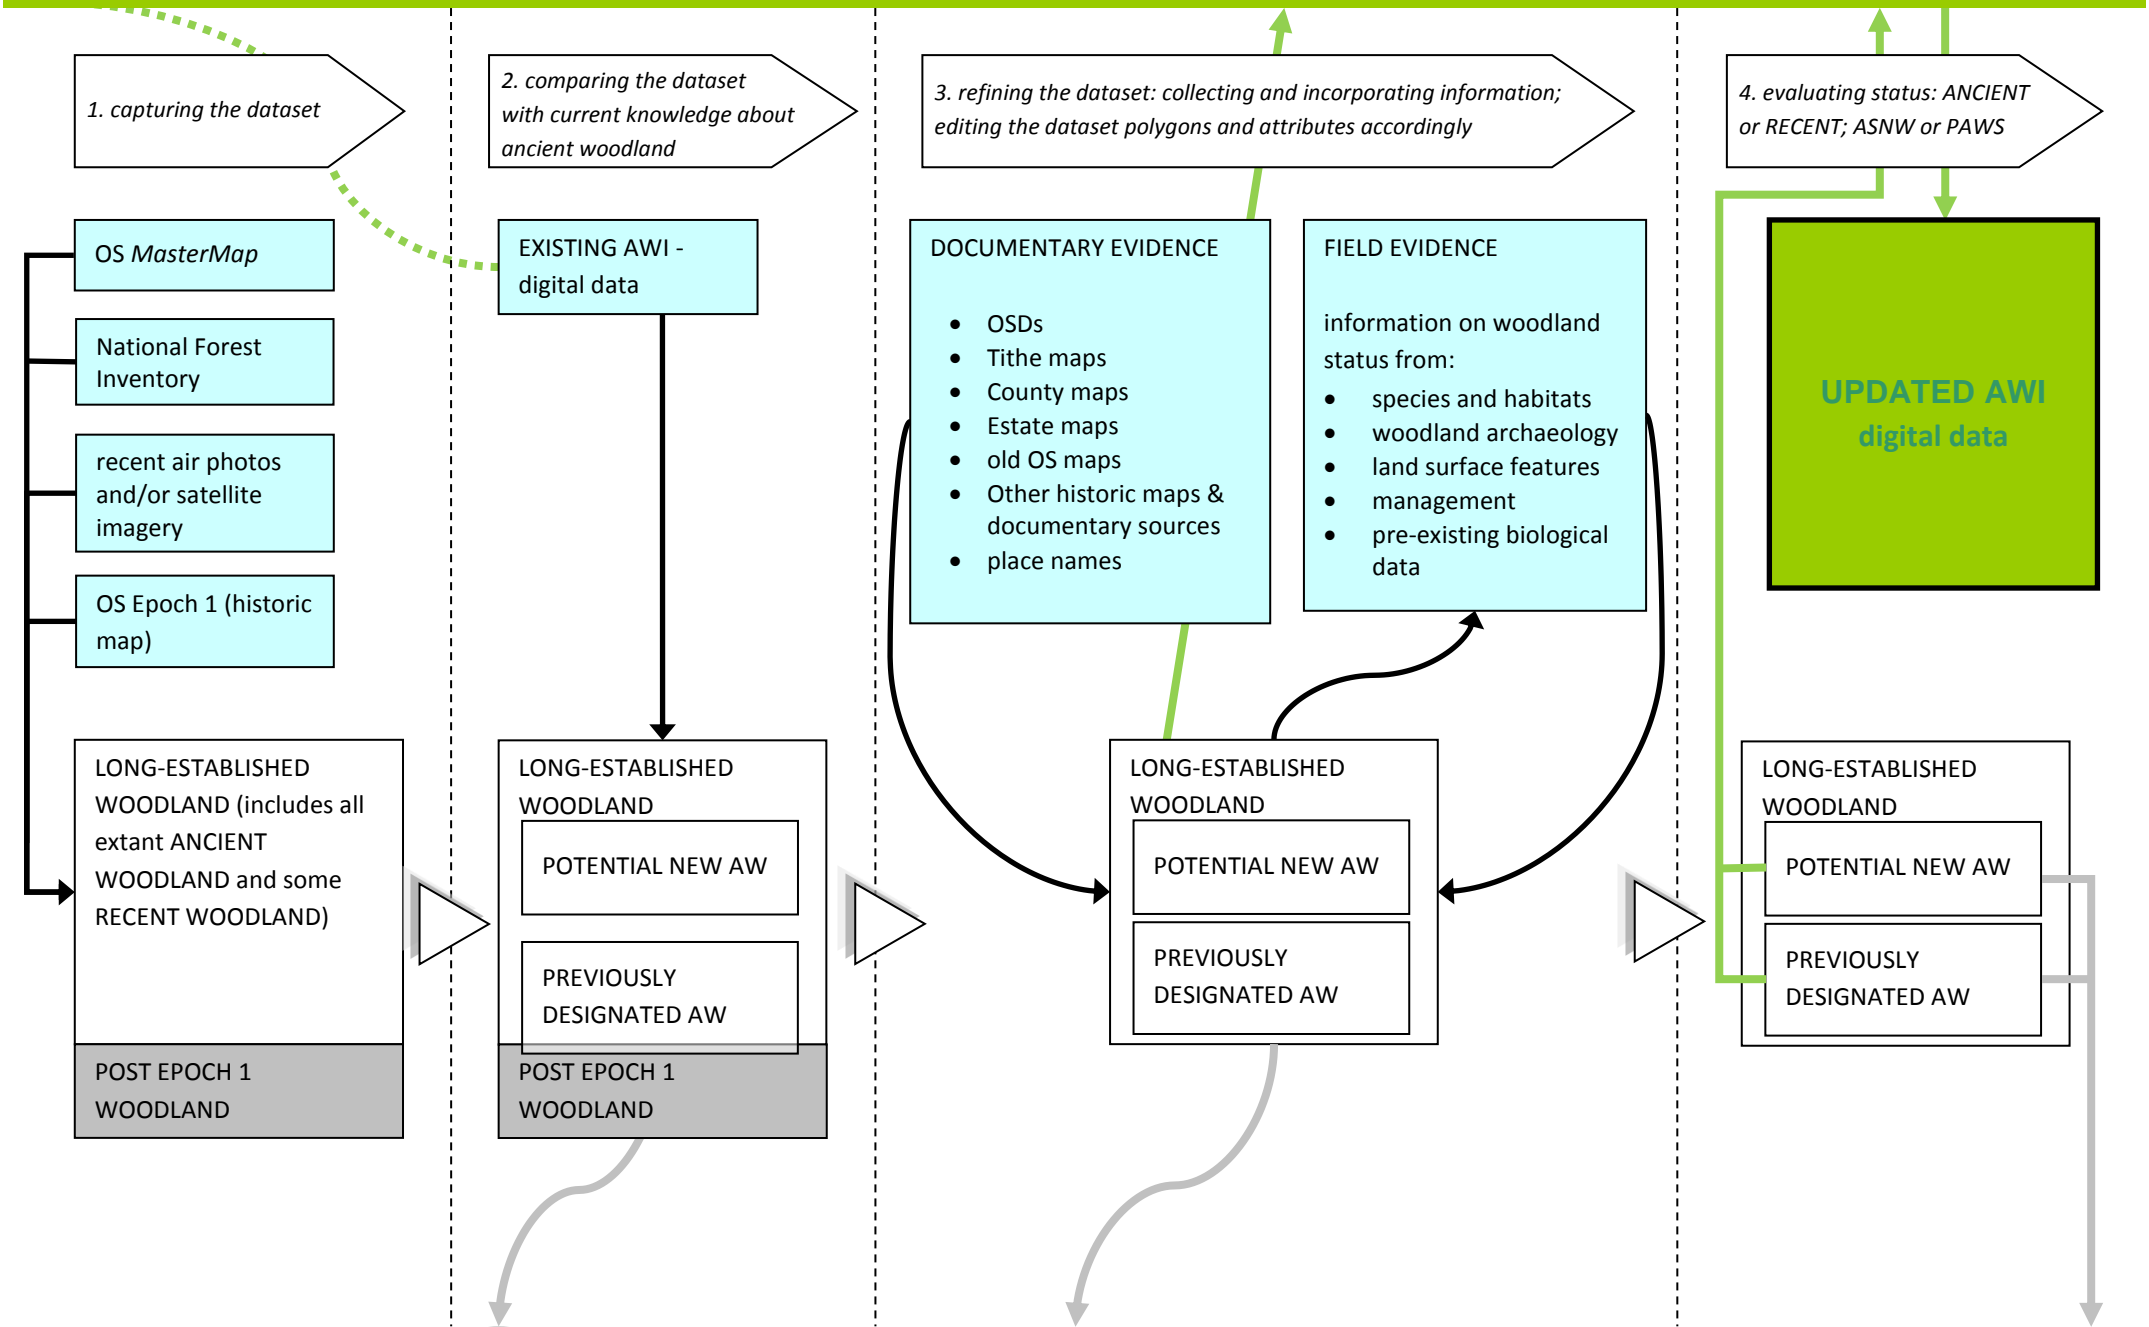 1. capturing the dataset
2. comparing the dataset
with current knowledge about
ancient woodland
3. refining the dataset: collecting and incorporating information;
editing the dataset polygons and attributes accordingly
4. evaluating status: ANCIENT
or RECENT; ASNW or PAWS
OS MasterMap
National Forest
Inventory
recent air photos
and/or satellite
imagery
OS Epoch 1 (historic
map)
LONG-ESTABLISHED
WOODLAND (includes all
extant ANCIENT
WOODLAND and some
RECENT WOODLAND)
POST EPOCH 1
WOODLAND
EXISTING AWI -
digital data
LONG-ESTABLISHED
WOODLAND
POTENTIAL NEW AW
PREVIOUSLY
DESIGNATED AW
POST EPOCH 1
WOODLAND
DOCUMENTARY EVIDENCE
• OSDs
• Tithe maps
• County maps
• Estate maps
• old OS maps
• Other historic maps &
documentary sources
• place names
FIELD EVIDENCE
information on woodland
status from:
• species and habitats
• woodland archaeology
• land surface features
• management
• pre-existing biological
data
LONG-ESTABLISHED
WOODLAND
POTENTIAL NEW AW
PREVIOUSLY
DESIGNATED AW
UPDATED AWI
digital data
LONG-ESTABLISHED
WOODLAND
POTENTIAL NEW AW
PREVIOUSLY
DESIGNATED AW